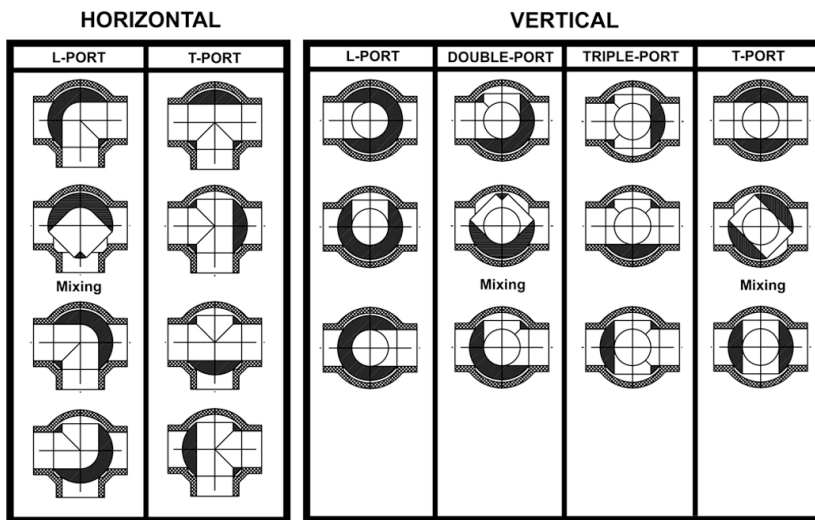 HORIZONTAL
VERTICAL
L-PORT
T-PORT
L-PORT
DOUBLE-PORT
TRIPLE-PORT
T-PORT
Mixing
Mixing
Mixing